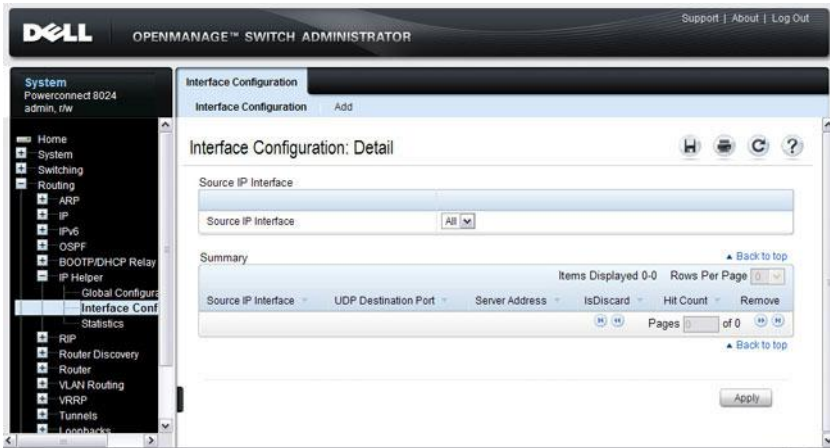 Support | About | Log Out
DELL
OPENMANAGE™ SWITCH ADMINISTRATOR
System
Powerconnect 8024
admin, r/w
Home
System
Switching
Routing
ARP
IP
IPv6
OSPF
BOOTP/DHCP Relay
IP Helper
Global Configura
Interface Conf
Statistics
RIP
Router Discovery
Router
VLAN Routing
VRRP
Tunnels
Loopbacks
Interface Configuration
Interface Configuration Add
Interface Configuration: Detail
Source IP Interface
Source IP Interface All
Summary
Back to top
Items Displayed 0-0 Rows Per Page 0
Source IP Interface UDP Destination Port Server Address IsDiscard Hit Count Remove
Pages 0 of 0
Back to top
Apply